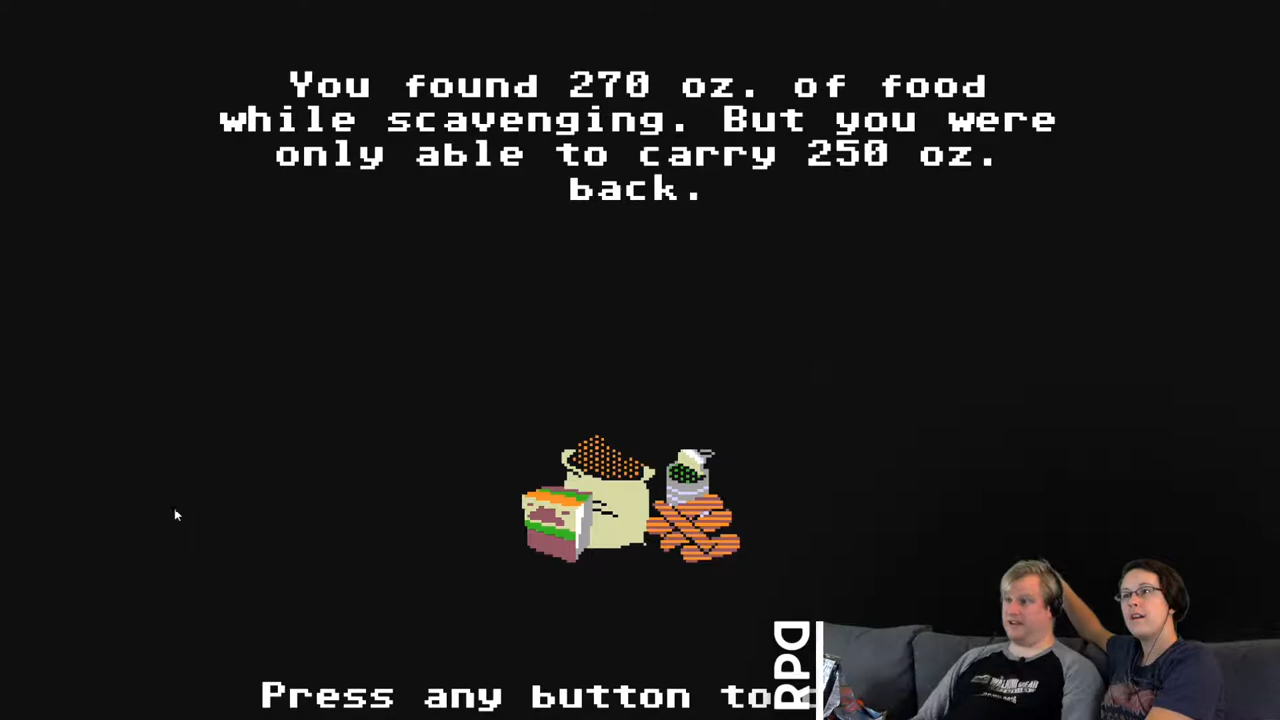 You found 270 oz. of food
while scavenging. But you were
only able to carry 250 oz.
back.
Press any button to
RPD